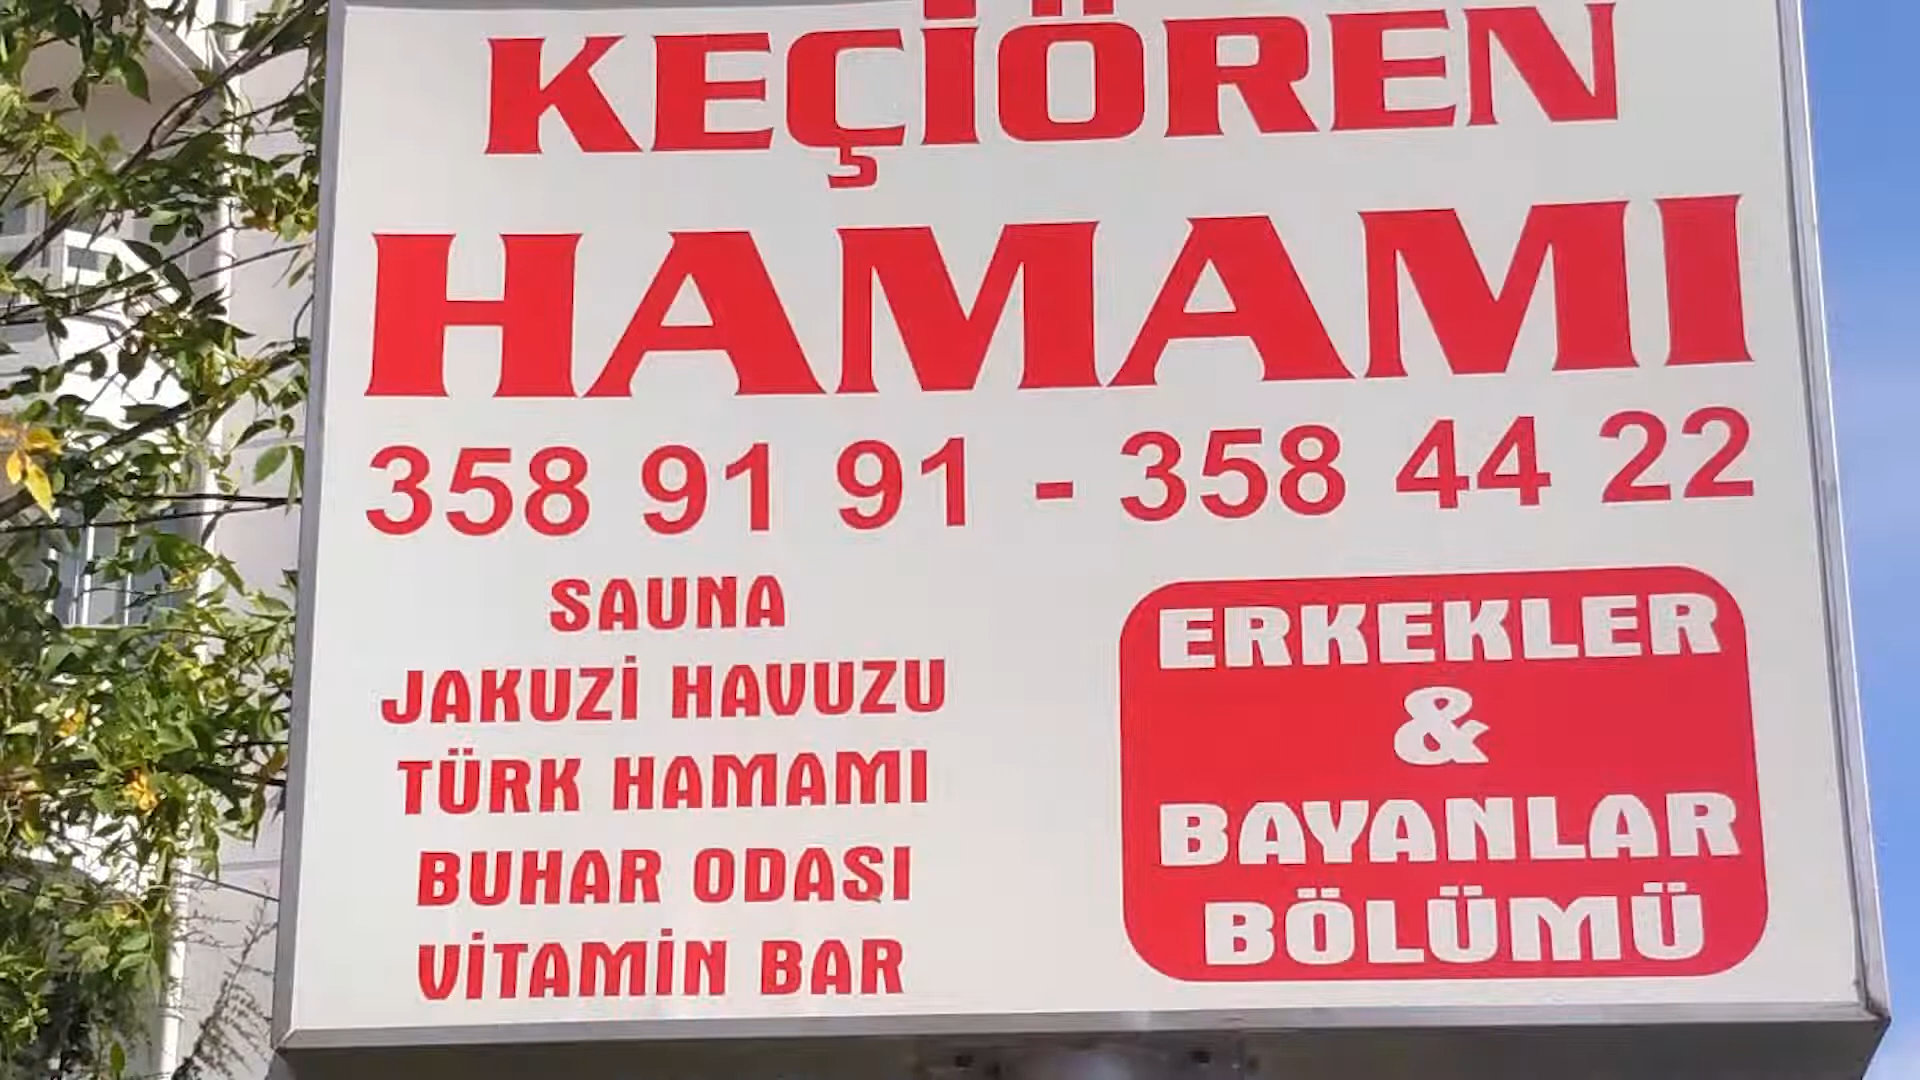 KEÇİÖREN
HAMAMI
358 91 91 - 358 44 22
SAUNA
JAKUZİ HAVUZU
TÜRK HAMAMI
BUHAR ODASI
VİTAMİN BAR
ERKEKLER
&
BAYANLAR
BÖLÜMÜ